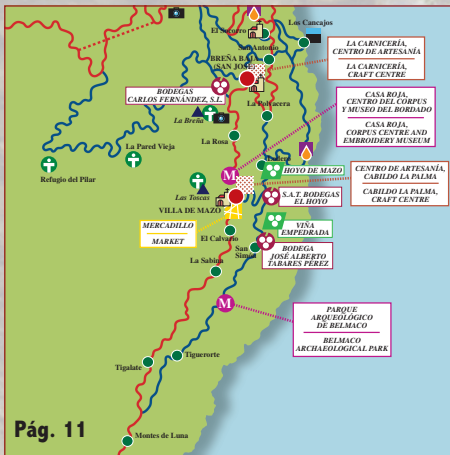 El Socorro
Los Cancajos
San Antonio
BREÑA BAJA
(SAN JOSÉ)
LA CARNICERÍA,
CENTRO DE ARTESANÍA
LA CARNICERÍA,
CRAFT CENTRE
BODEGAS
CARLOS FERNÁNDEZ, S.L.
La Polvacera
La Breña
CASA ROJA,
CENTRO DEL CORPUS
Y MUEO DEL BORDADO
CASA ROJA,
CORPUS CENTRE AND
EMBROIDERY MUSEUM
La Rosa
La Pared Vieja
Refugio del Pilar
M
HOYO DE MAZO
CENTRO DE ARTESANÍA,
CABILDO LA PALMA
CABILDO LA PALMA,
CRAFT CENTRE
Las Toscas
S.A.T. BODEGAS
EL HOYO
VILLA DE MAZO
MERCADILLO
MARKET
VIÑA
EMPEDRADA
El Calvario
San
Simón
BODEGA
JOSÉ ALBERTO
TABARES PÉREZ
La Sabina
M
PARQUE
ARQUEOLÓGICO
DE BELMACO
BELMACO
ARCHAEOLOGICAL PARK
Tiguerorte
Tigalate
Pág. 11
Montes de Luna